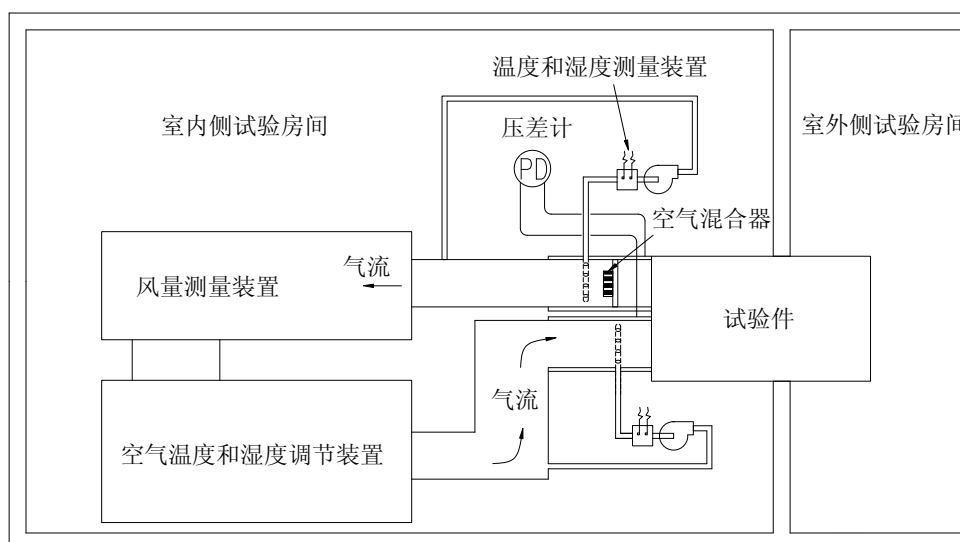 温度和湿度测量装置
室内侧试验房间
压差计
室外侧试验房间
PD
空气混合器
气流
风量测量装置
试验件
气流
空气温度和湿度调节装置